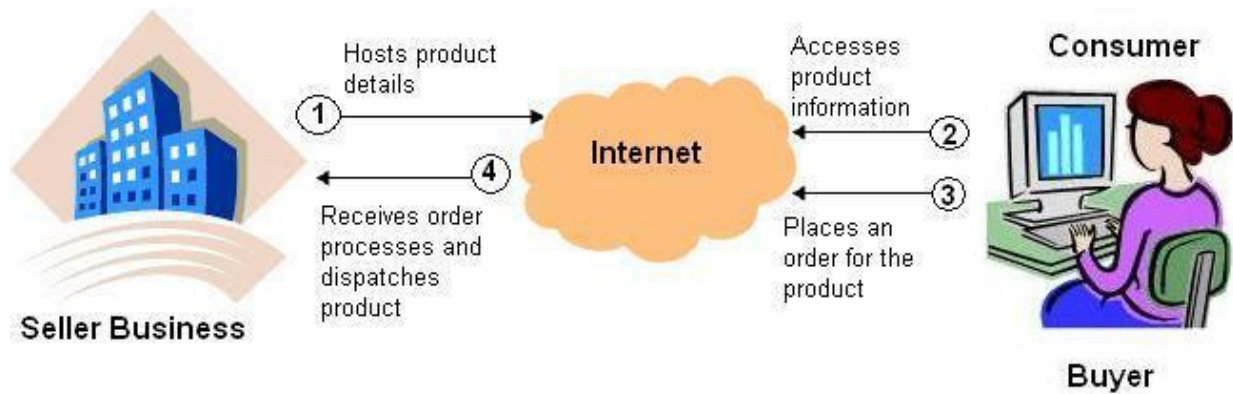 Hosts product
details
1
4
Receives order
processes and
dispatches
product
Seller Business
Internet
Accesses
product
information
2
3
Places an
order for the
product
Consumer
Buyer